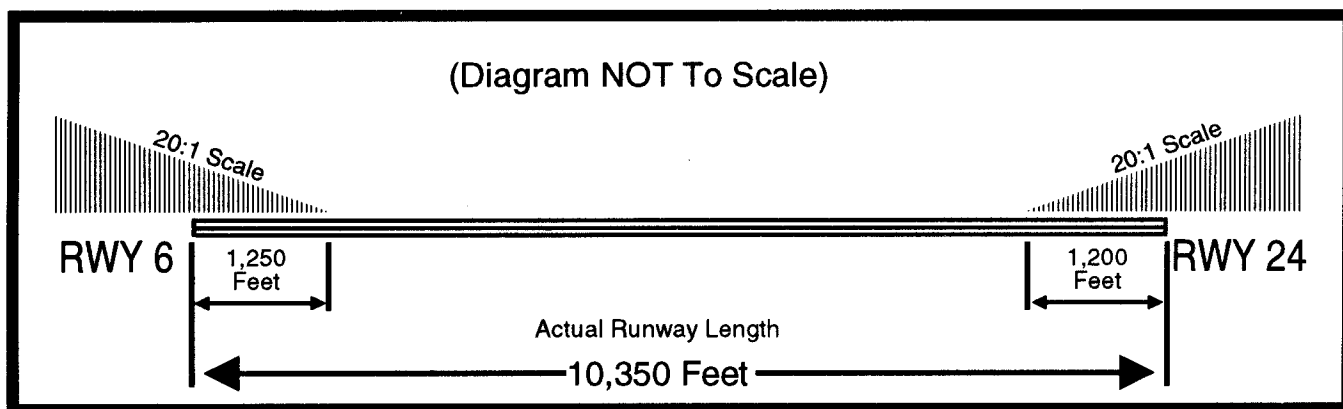 (Diagram NOT To Scale)
20:1 Scale
20:1 Scale
RWY 6
1,250
Feet
1,200
Feet
RWY 24
Actual Runway Length
10,350 Feet